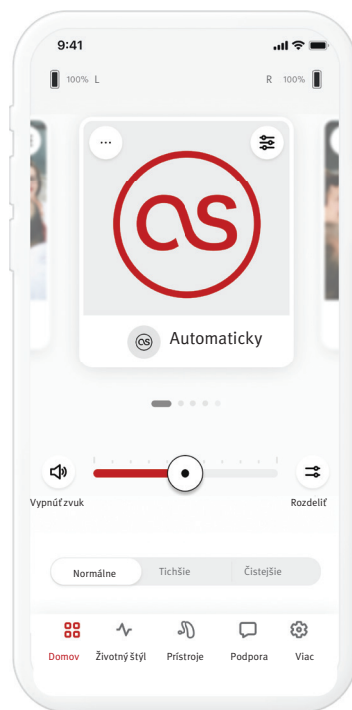 9:41
100% L R 100%
Automaticky
Vypnúť zvuk
Rozdeliť
Normálne Tichšie Čistejšie
Domov Životný štýl Prístroje Podpora Viac